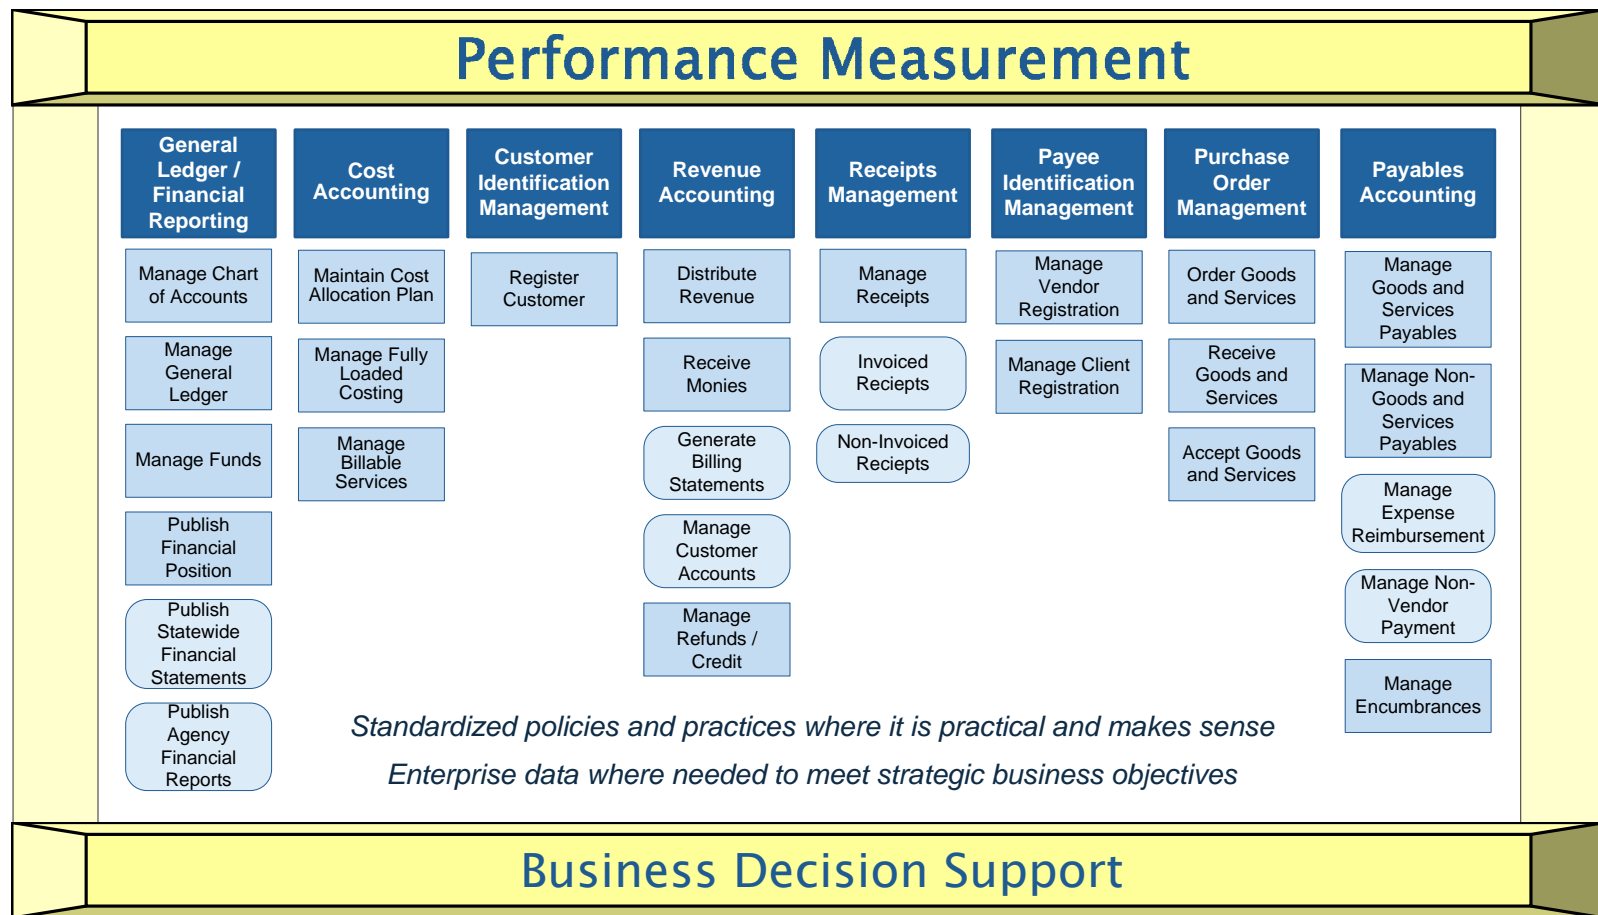 Performance Measurement
General
Ledger /
Financial
Reporting
Cost
Accounting
Customer
Identification
Management
Revenue
Accounting
Receipts
Management
Payee
Identification
Management
Purchase
Order
Management
Payables
Accounting
Manage Chart
of Accounts
Manage
General
Ledger
Manage Funds
Publish
Financial
Position
Publish
Statewide
Financial
Statements
Publish
Agency
Financial
Reports
Maintain Cost
Allocation Plan
Manage Fully
Loaded
Costing
Manage
Billable
Services
Register
Customer
Distribute
Revenue
Receive
Monies
Generate
Billing
Statements
Manage
Customer
Accounts
Manage
Refunds /
Credit
Manage
Receipts
Invoiced
Reciepts
Non-Invoiced
Reciepts
Manage
Vendor
Registration
Manage Client
Registration
Order Goods
and Services
Receive
Goods and
Services
Accept Goods
and Services
Manage
Goods and
Services
Payables
Manage Non-
Goods and
Services
Payables
Manage
Expense
Reimbursement
Manage Non-
Vendor
Payment
Manage
Encumbrances
Standardized policies and practices where it is practical and makes sense
Enterprise data where needed to meet strategic business objectives
Business Decision Support